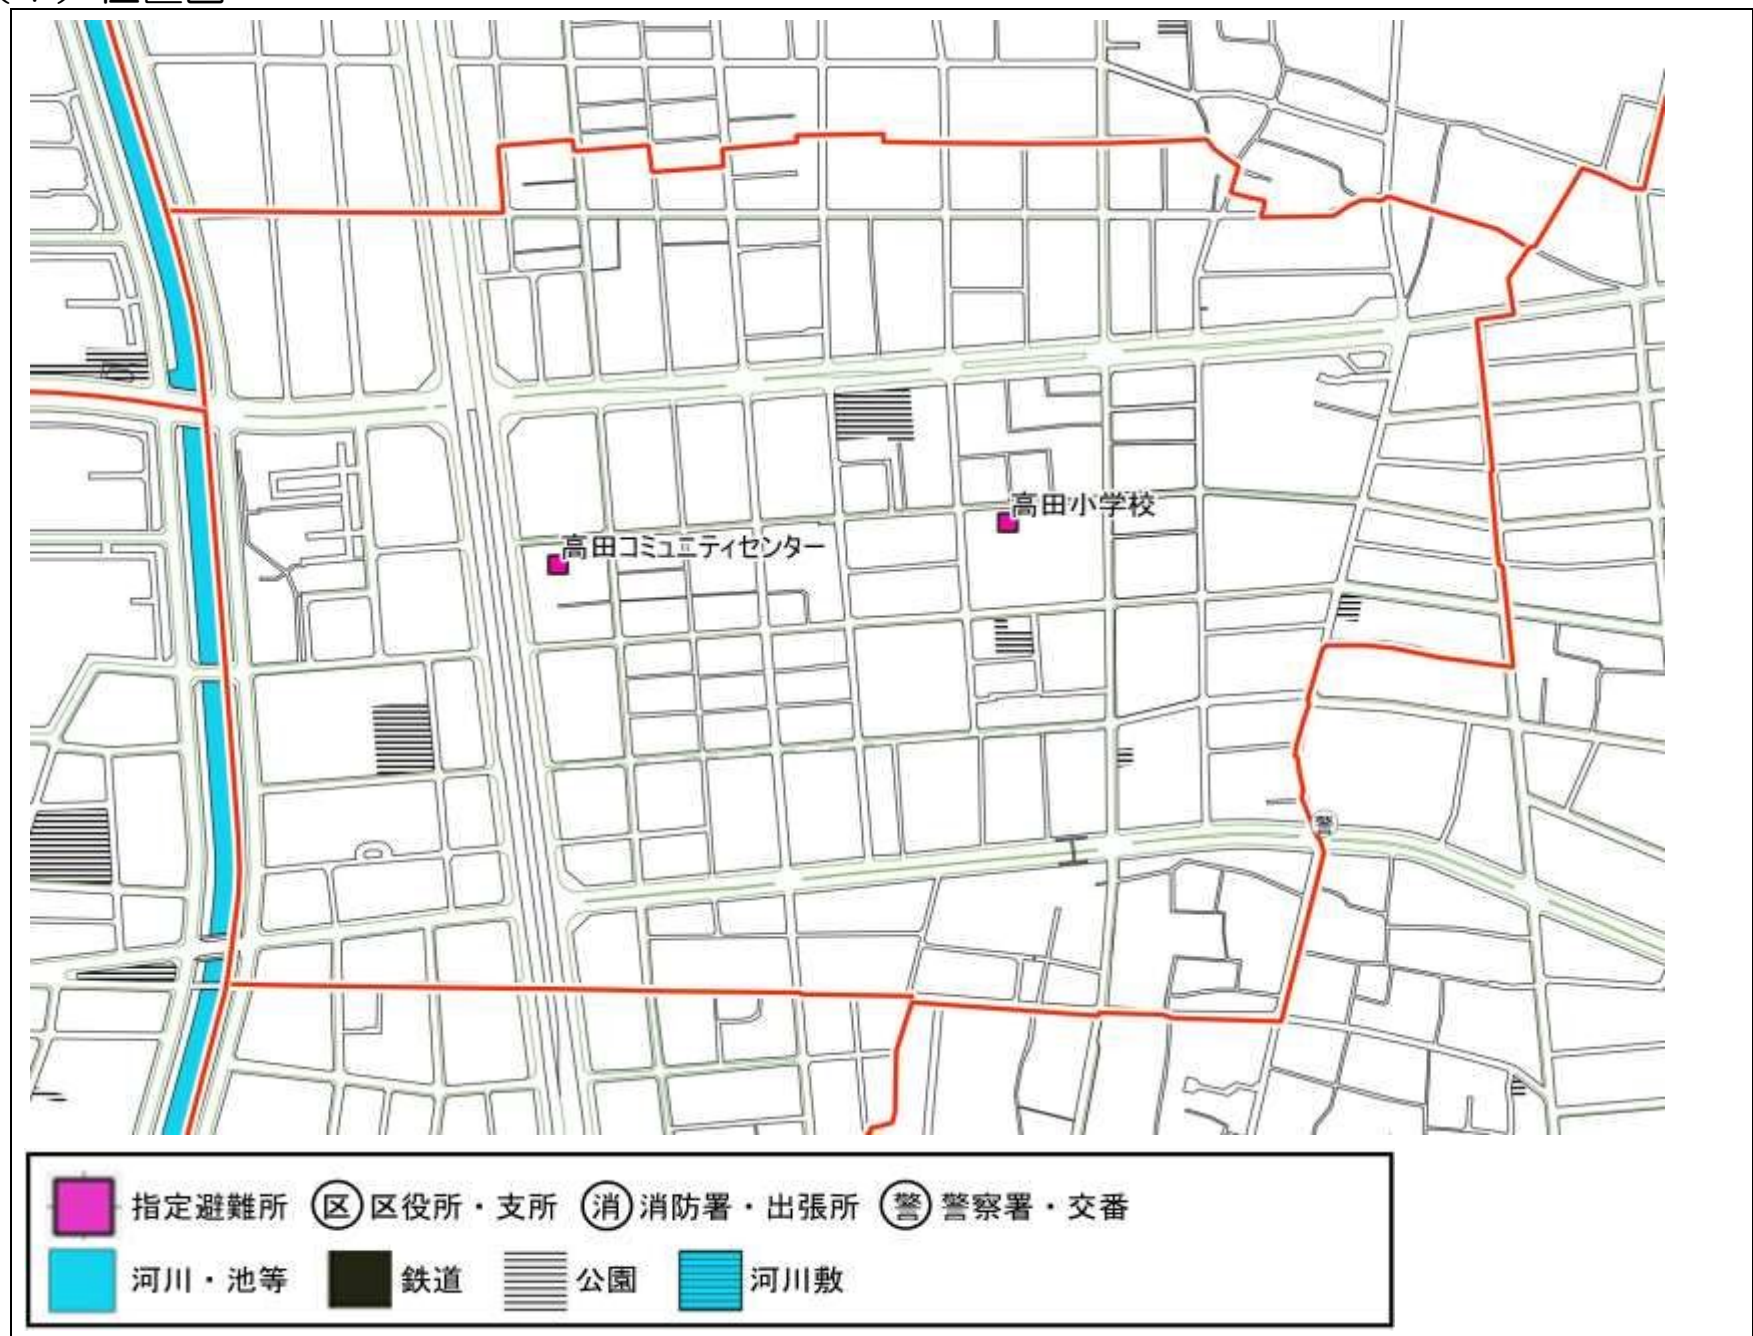 高田小学校
高田コミュニティセンター
警
指定避難所 区 区役所・支所 消 消防署・出張所 警 警察署・交番
河川・池等 鉄道 公園 河川敷